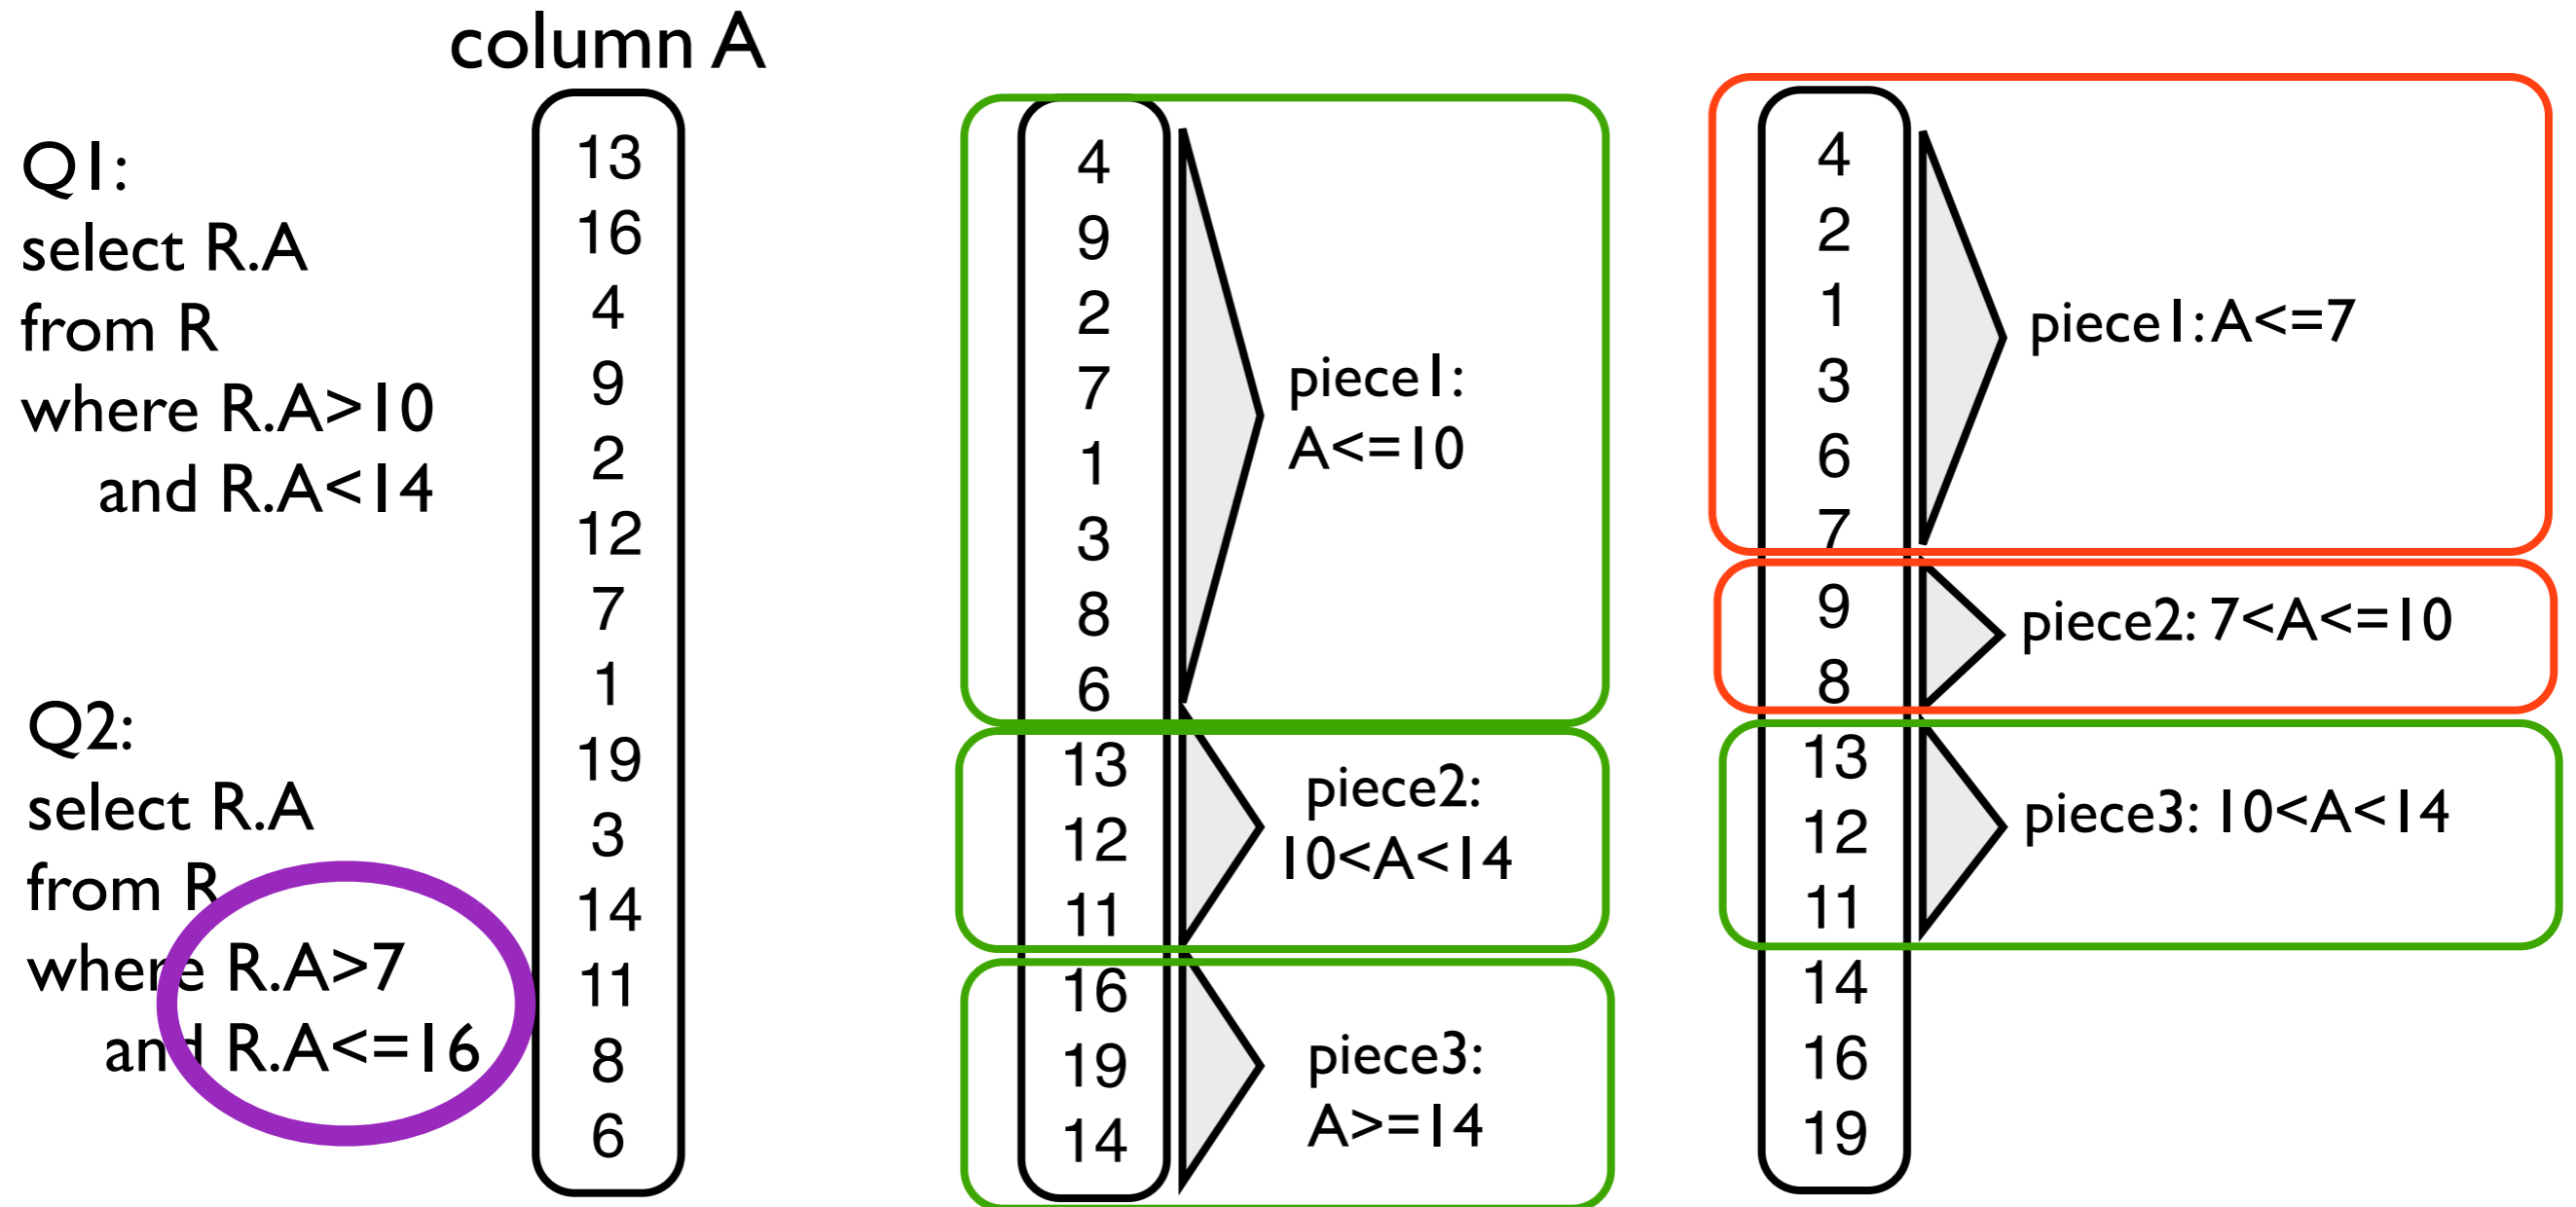 column A
Q1:
select R.A
from R
where R.A>10
and R.A<14
Q2:
select R.A
from R
where R.A>7
and R.A<=16
13
16
4
9
2
12
7
1
19
3
14
11
8
6
4
9
2
7
1
3
8
6
13
12
11
16
19
14
piece1:
A<=10
piece2:
10<A<14
piece3:
A>=14
4
2
1
3
6
7
9
8
13
12
11
14
16
19
piece1: A<=7
piece2: 7<A<=10
piece3: 10<A<14